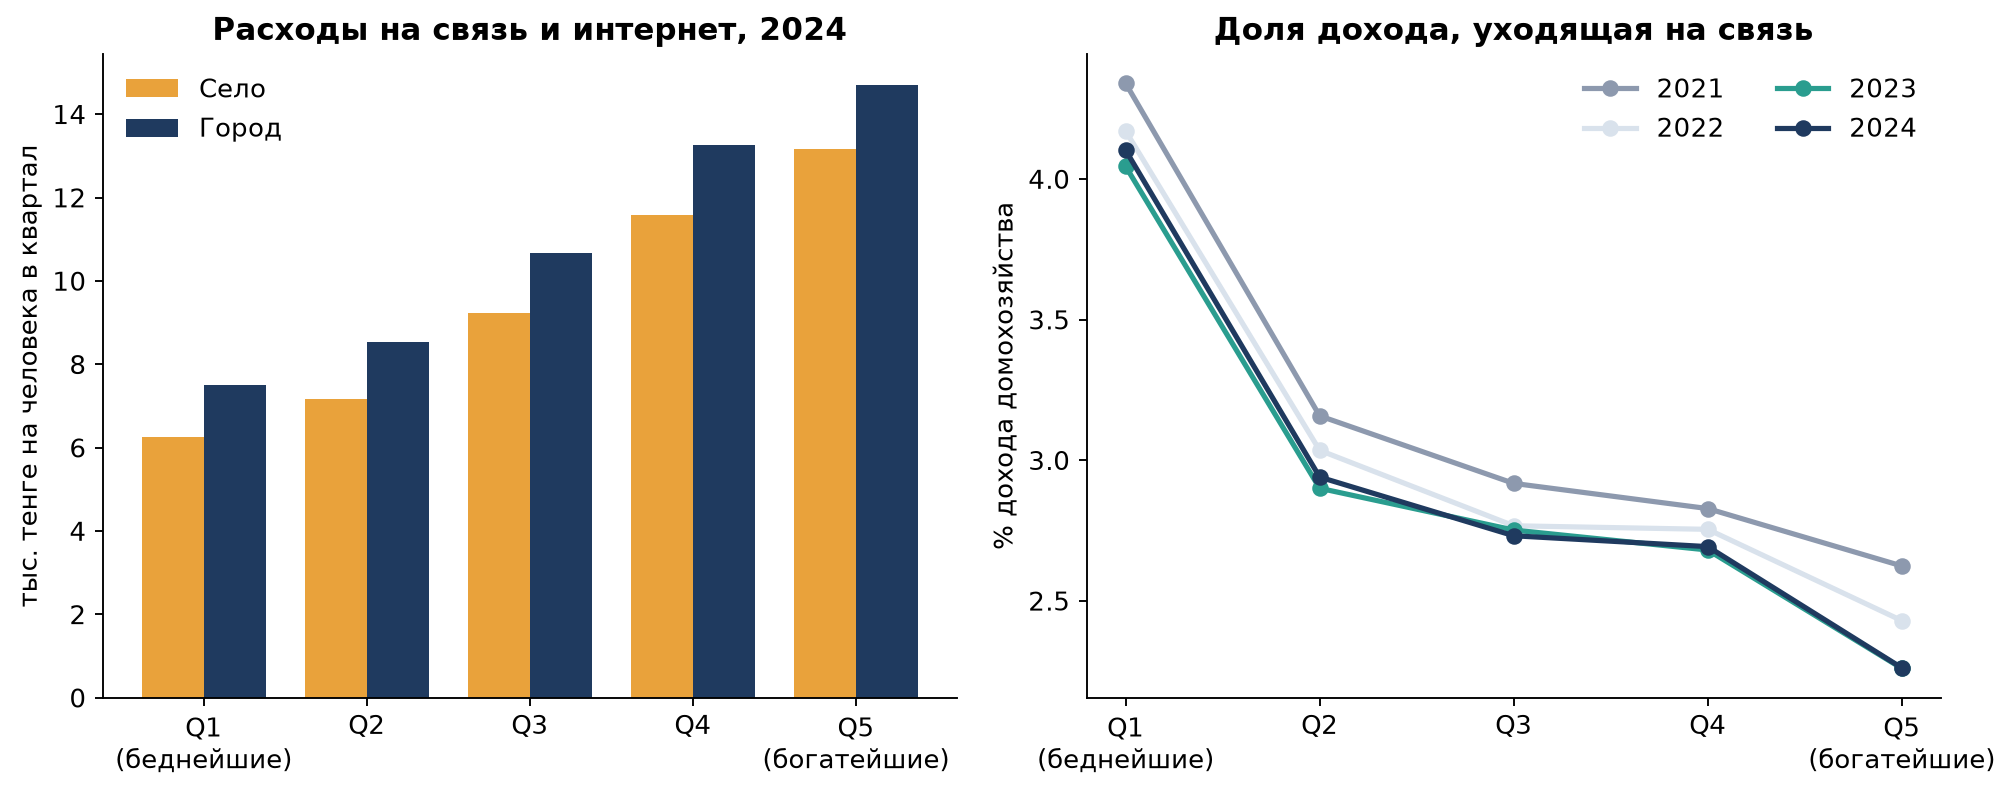 Расходы на связь и интернет, 2024
тыс. тенге на человека в квартал
14
12
10
8
6
4
2
0
Село
Город
Q1
(беднейшие)
Q2
Q3
Q4
Q5
(богатейшие)
Доля дохода, уходящая на связь
% дохода домохозяйства
4.0
3.5
3.0
2.5
2021
2022
2023
2024
Q1
(беднейшие)
Q2
Q3
Q4
Q5
(богатейшие)